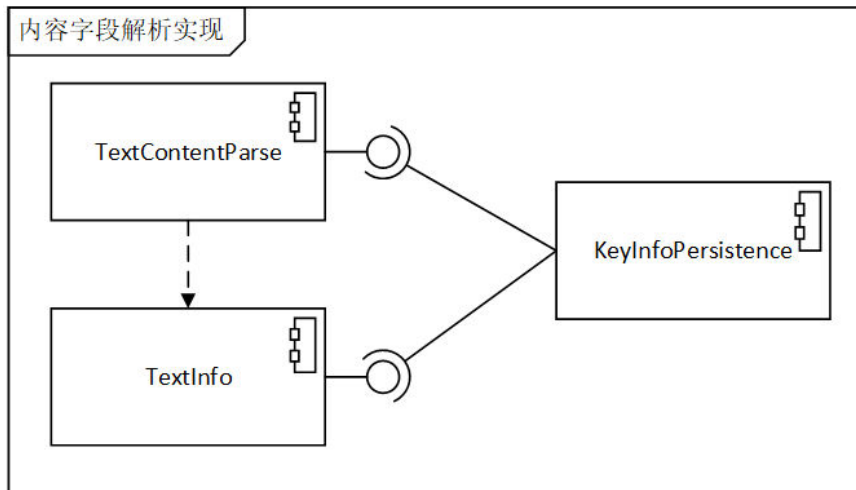 内容字段解析实现
TextContentParse
KeyInfoPersistence
TextInfo